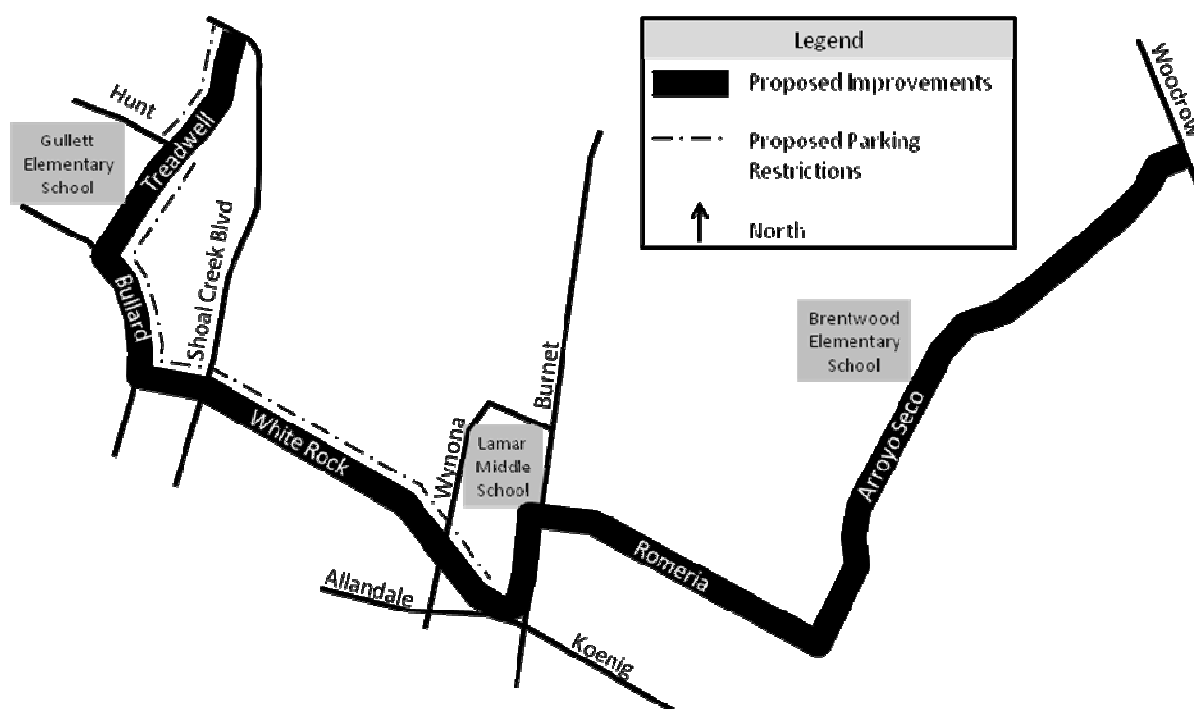 Legend
Proposed Improvements
Proposed Parking
Restrictions
North
Woodrow
Hunt
Treadwell
Gullett
Elementary
School
Shoal Creek Blvd
Bullard
Brentwood
Elementary
School
Burnet
Arroyo Seco
White Rock
Wynona
Lamar
Middle
School
Romeria
Allandale
Koenig